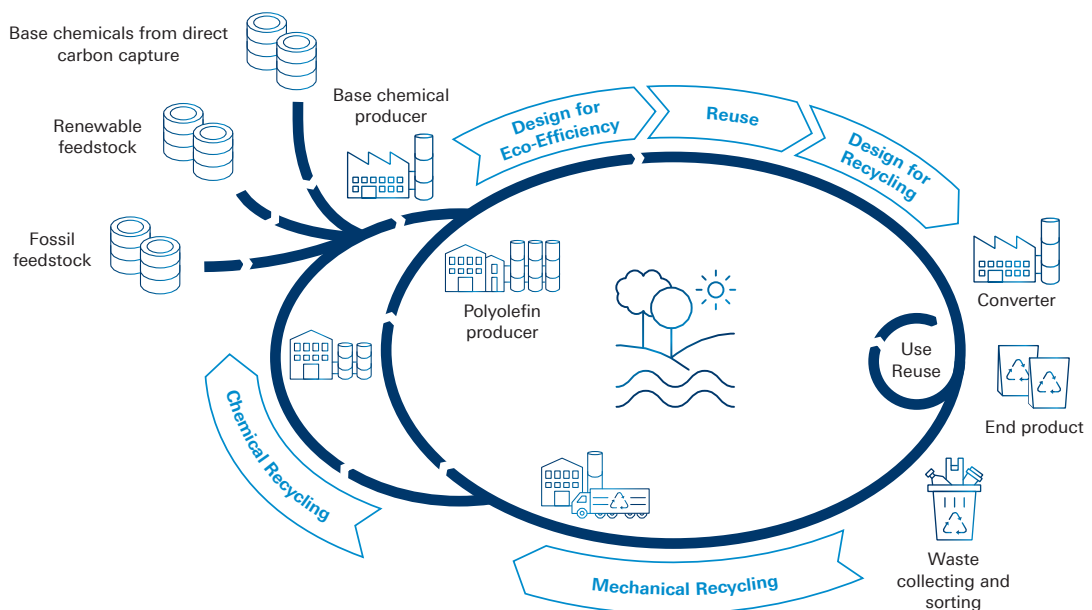 Base chemicals from direct
carbon capture
Renewable
feedstock
Fossil
feedstock
Base chemical
producer
Design for
Eco-Efficiency
Reuse
Design for
Recycling
Polyolefin
producer
Converter
Use
Reuse
End product
Waste
collecting and
sorting
Mechanical Recycling
Chemical Recycling